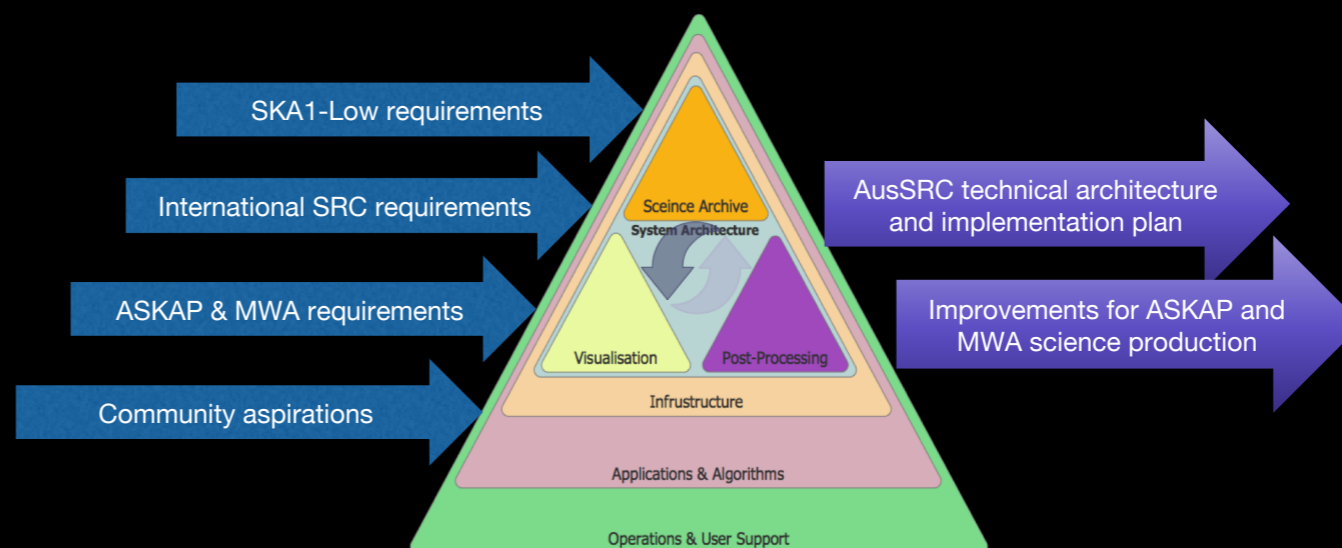 SKA1-Low requirements
International SRC requirements
ASKAP & MWA requirements
Community aspirations
Sceince Archive
System Architecture
Visualisation
Post-Processing
Infrustructure
Applications & Algorithms
Operations & User Support
AusSRC technical architecture
and implementation plan
Improvements for ASKAP and
MWA science production